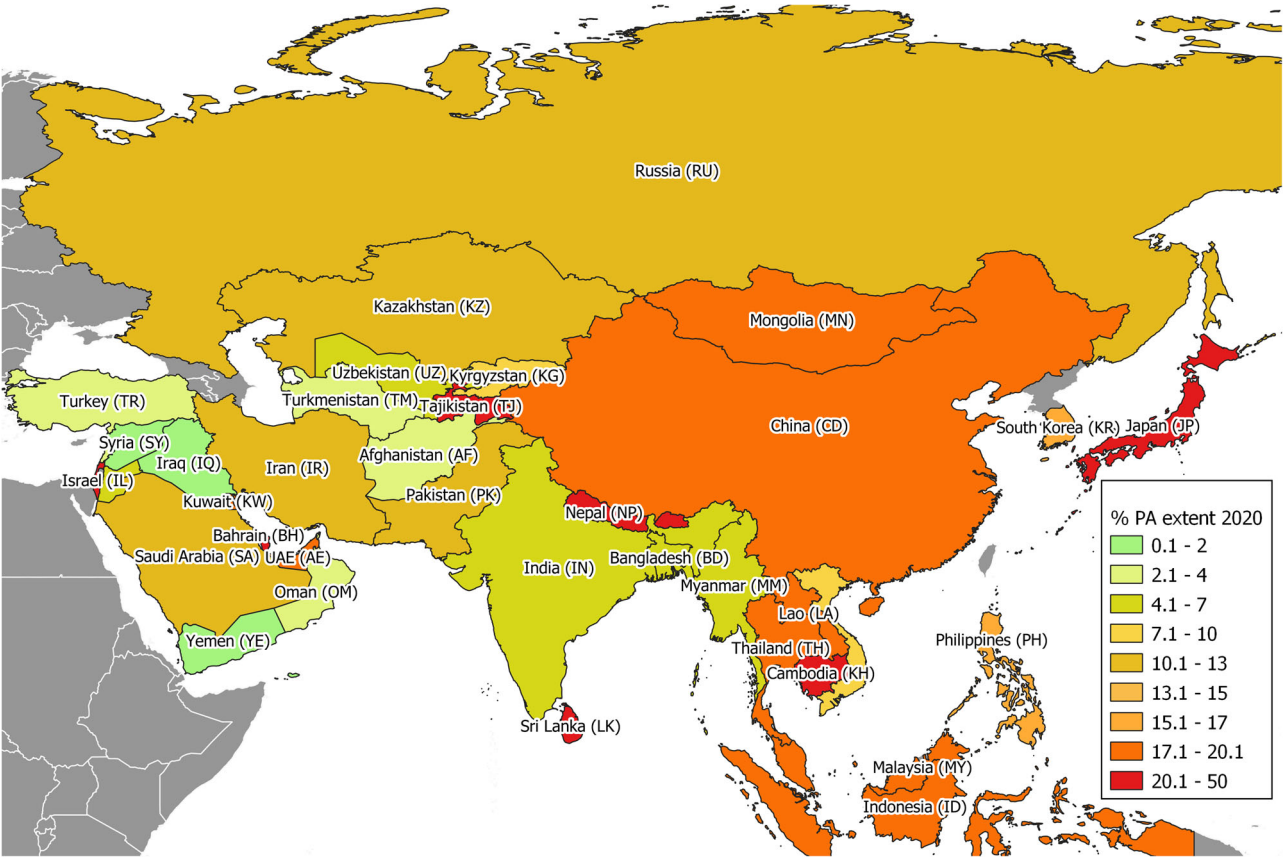 Russia (RU)
Kazakhstan (KZ)
Mongolia (MN)
Uzbekistan (UZ)
Kyrgyzstan (KG)
Turkey (TR)
Turkmenistan (TM)
Tajikistan (TJ)
China (CD)
South Korea (KR)
Japan (JP)
Syria (SY)
Afghanistan (AF)
Iraq (IQ)
Iran (IR)
Israel (IL)
Pakistan (PK)
Kuwait (KW)
Nepal (NP)
Bahrain (BH)
Saudi Arabia (SA)
UAE (AE)
Bangladesh (BD)
India (IN)
Myanmar (MM)
Oman (OM)
Lao (LA)
Yemen (YE)
Philippines (PH)
Thailand (TH)
Cambodia (KH)
Sri Lanka (LK)
Malaysia (MY)
Indonesia (ID)
% PA extent 2020
0.1 - 2
2.1 - 4
4.1 - 7
7.1 - 10
10.1 - 13
13.1 - 15
15.1 - 17
17.1 - 20.1
20.1 - 50